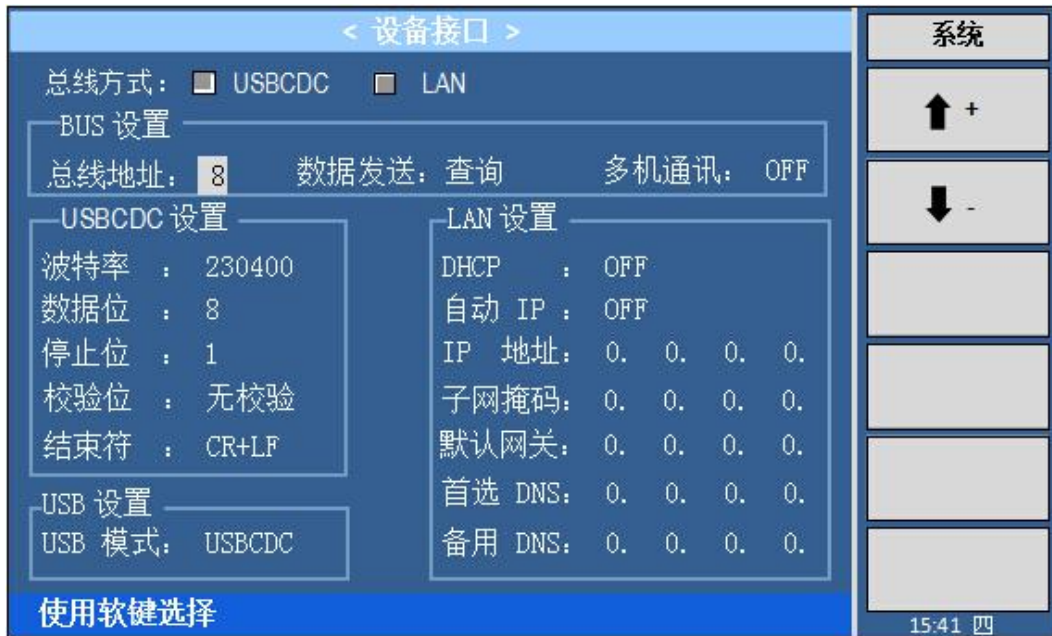 < 设备接口 >
总线方式： USBCDC LAN
BUS 设置
总线地址： 8 数据发送：查询 多机通讯： OFF
USBCDC 设置
波特率 ： 230400
数据位 ： 8
停止位 ： 1
校验位 ： 无校验
结束符 ： CR+LF
USB 设置
USB 模式： USBCDC
LAN 设置
DHCP ： OFF
自动 IP ： OFF
IP 地址： 0. 0. 0. 0.
子网掩码： 0. 0. 0. 0.
默认网关： 0. 0. 0. 0.
首选 DNS： 0. 0. 0. 0.
备用 DNS： 0. 0. 0. 0.
使用软键选择
系统
+
-
15:41 四